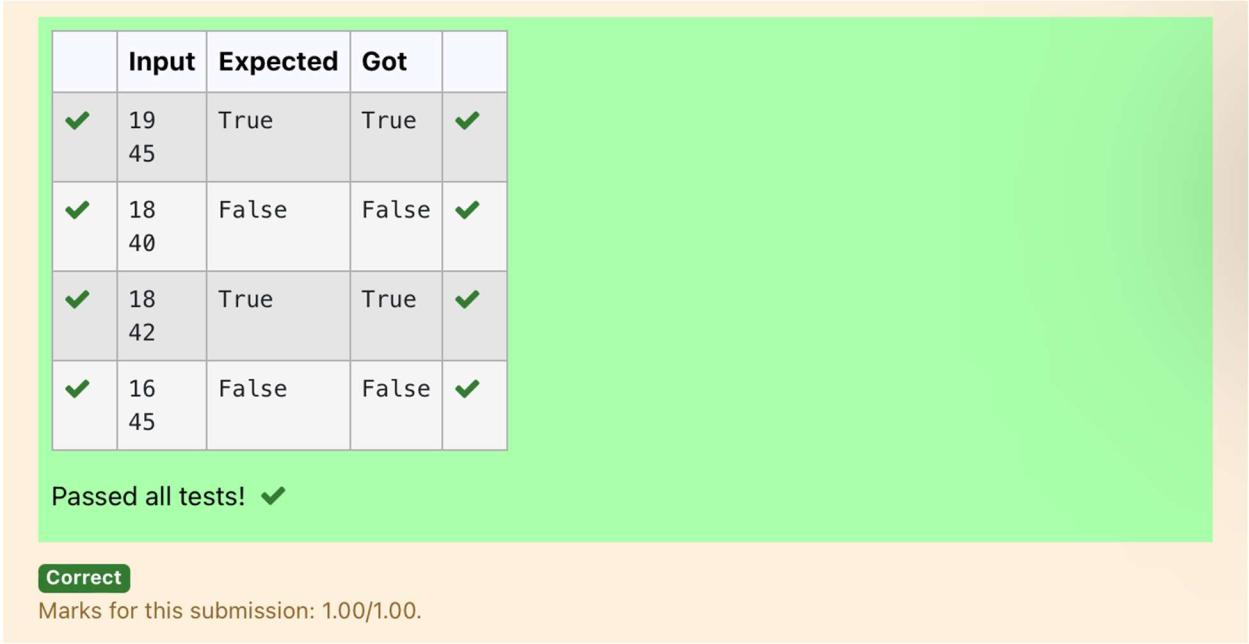 Input Expected Got
19 True True
45
18 False False
40
18 True True
42
16 False False
45
Passed all tests!
Correct
Marks for this submission: 1.00/1.00.